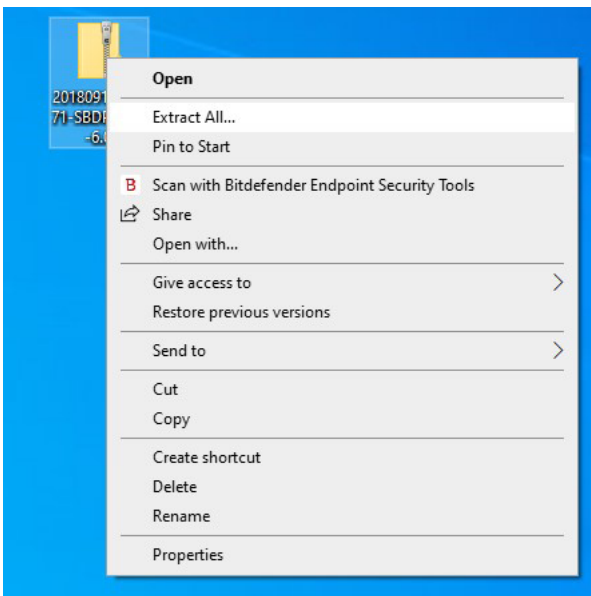 2018091
71-SBD
-6.
Open
Extract All...
Pin to Start
B Scan with Bitdefender Endpoint Security Tools
Share
Open with...
Give access to
Restore previous versions
Send to
Cut
Copy
Create shortcut
Delete
Rename
Properties